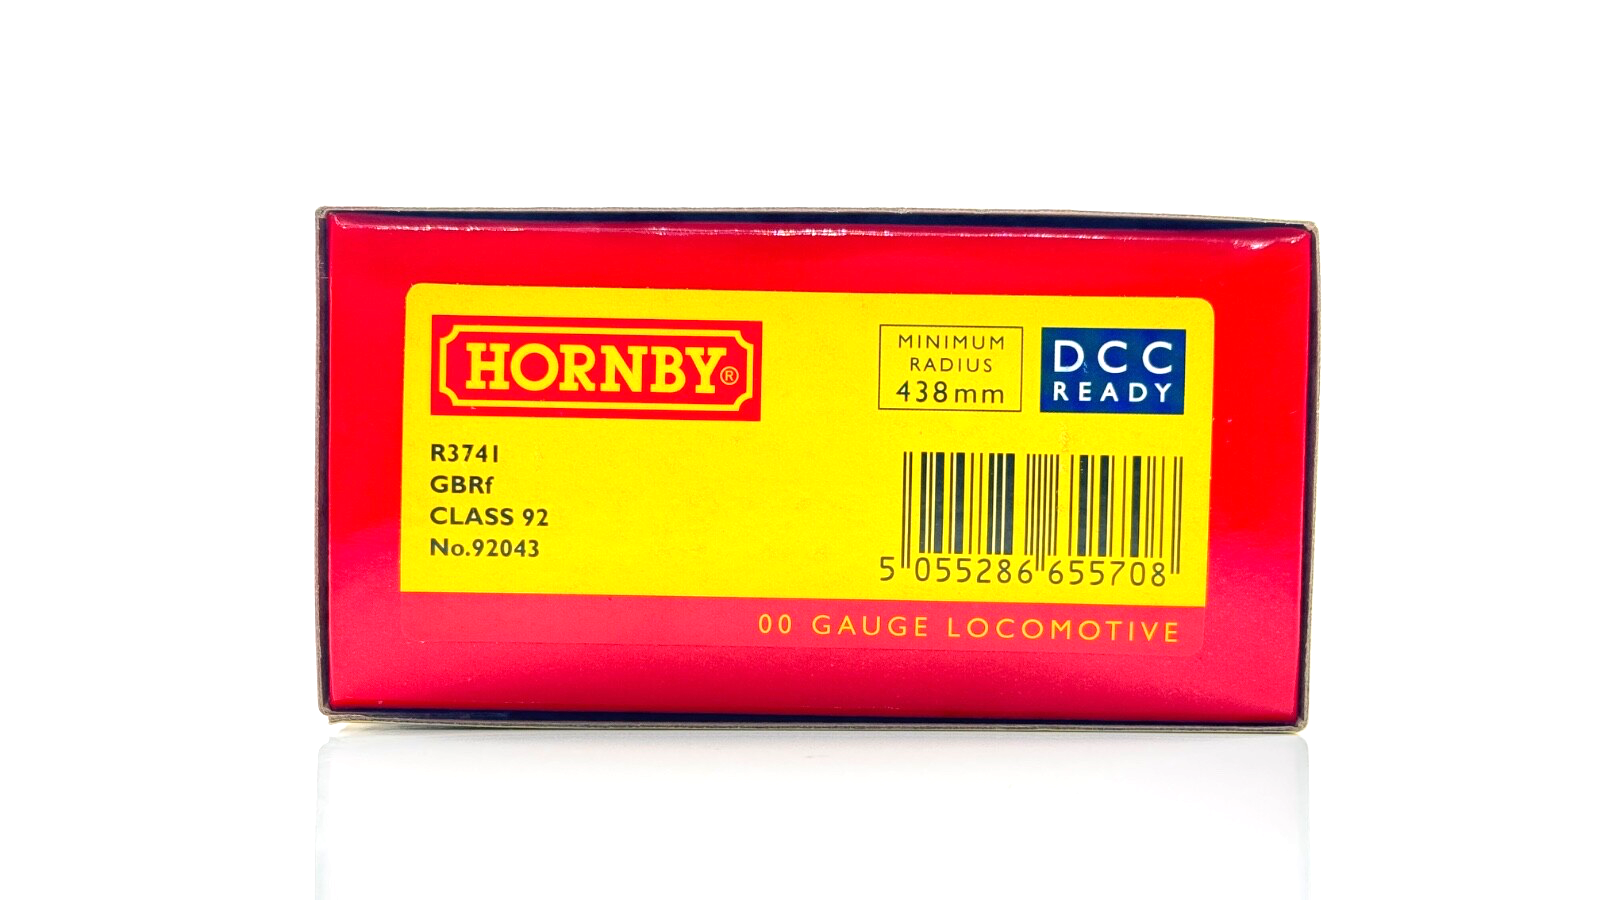 HORNBY®
MINIMUM
RADIUS
438mm
DCC
READY
R3741
GBRf
CLASS 92
No.92043
5 055286 655708
00 GAUGE LOCOMOTIVE